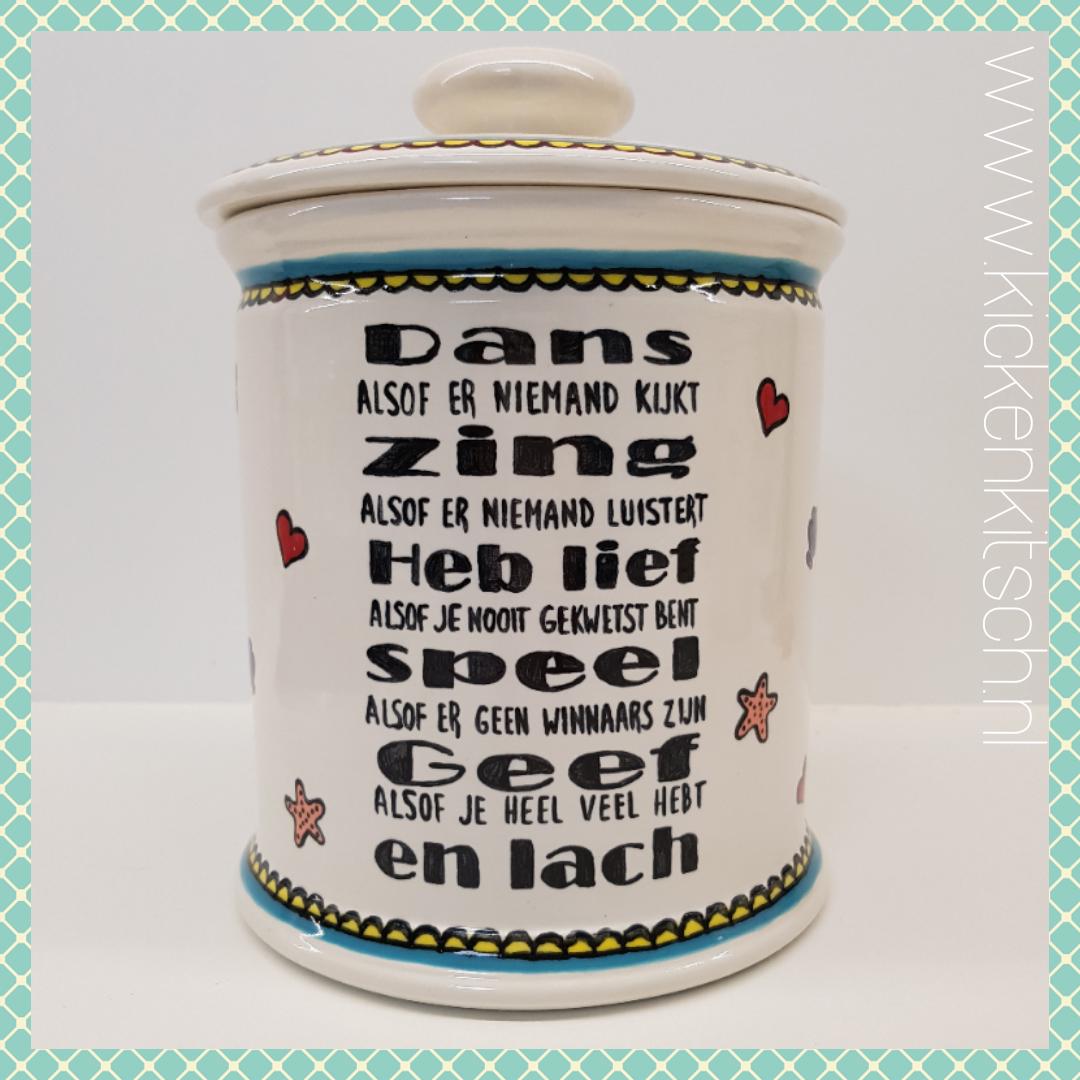 Dans
ALSOF ER NIEMAND KIJKT
zing
ALSOF ER NIEMAND LUISTERT
Heb lief
ALSOF JE NOOIT GEKWETST BENT
speel
ALSOF ER GEEN WINNAARS ZIJN
Geef
ALSOF JE HEEL VEEL HEBT
en lach
www.kickenkitsch.nl